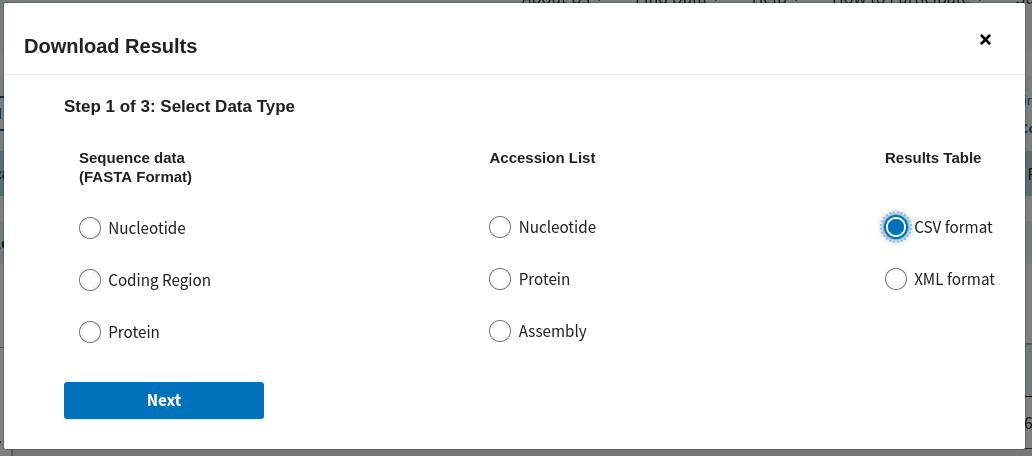 Download Results
×
Step 1 of 3: Select Data Type
Sequence data
(FASTA Format)
Nucleotide
Coding Region
Protein
Accession List
Nucleotide
Protein
Assembly
Results Table
CSV format
XML format
Next